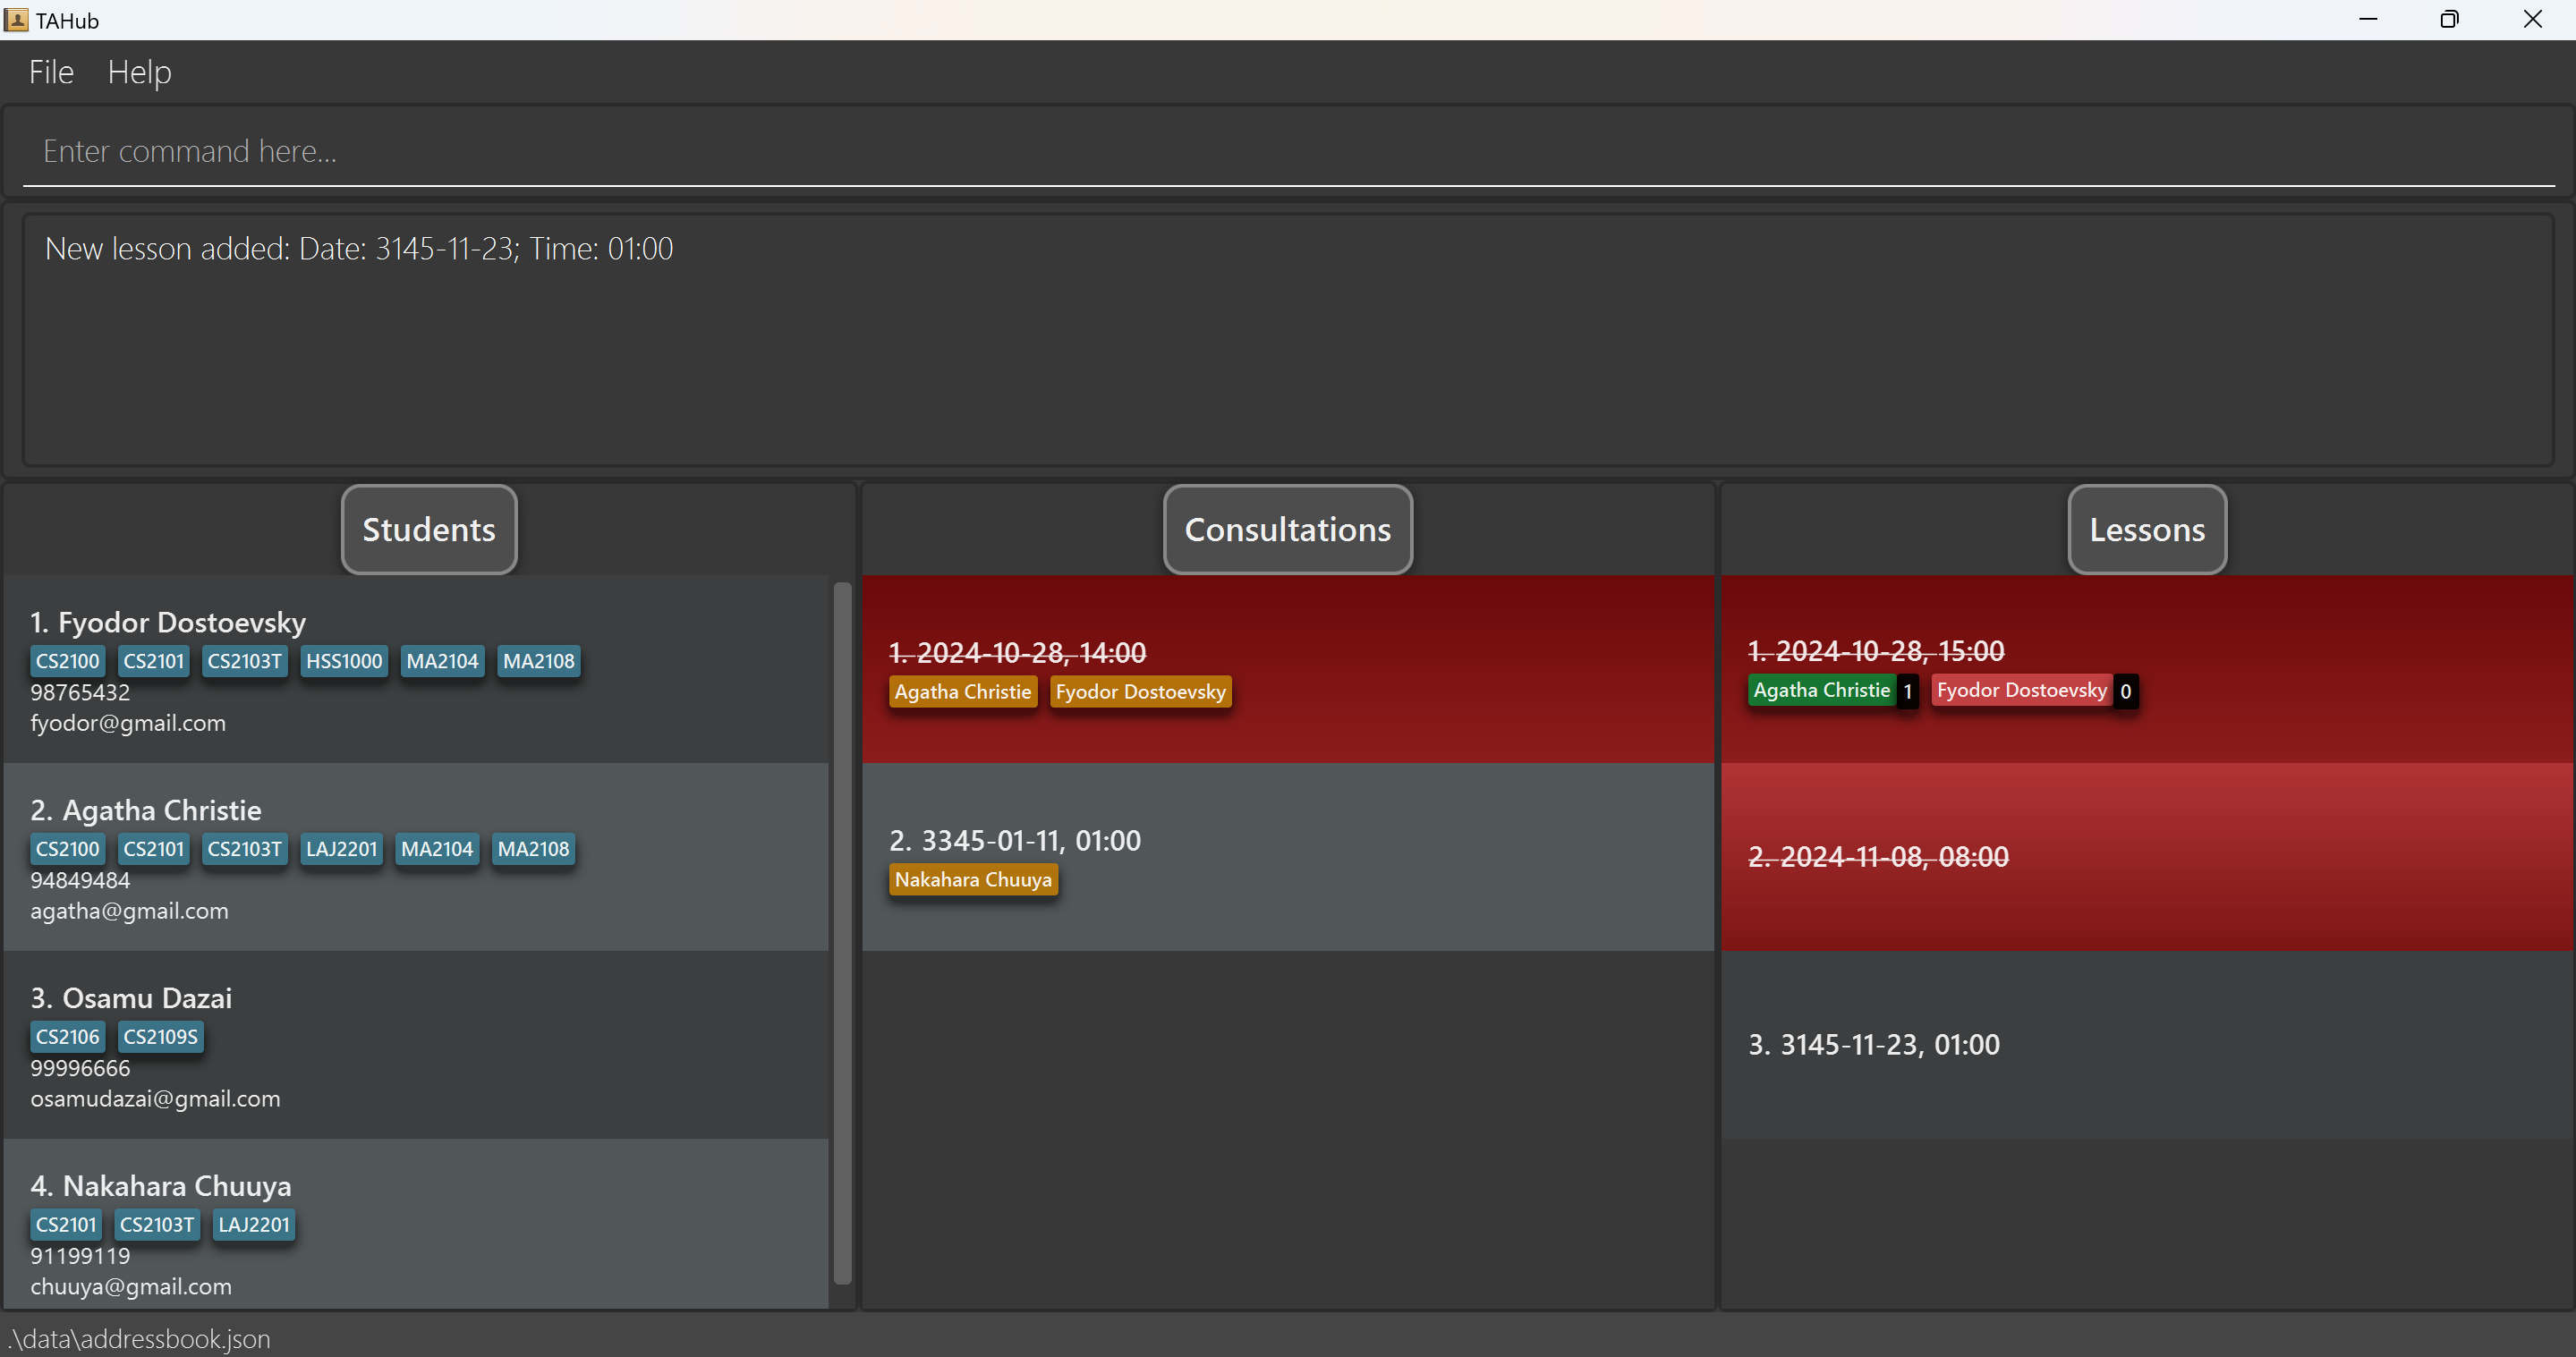 TAHub
File Help
Enter command here...
New lesson added: Date: 3145-11-23; Time: 01:00
Students
1. Fyodor Dostoevsky
CS2100 CS2101 CS2103T HSS1000 MA2104 MA2108
98765432
fyodor@gmail.com
2. Agatha Christie
CS2100 CS2101 CS2103T LAJ2201 MA2104 MA2108
94849484
agatha@gmail.com
3. Osamu Dazai
CS2106 CS2109S
99996666
osamudazai@gmail.com
4. Nakahara Chuuya
CS2101 CS2103T LAJ2201
91199119
chuuya@gmail.com
Consultations
1. 2024-10-28, 14:00
Agatha Christie Fyodor Dostoevsky
2. 3345-01-11, 01:00
Nakahara Chuuya
Lessons
1. 2024-10-28, 15:00
Agatha Christie 1 Fyodor Dostoevsky 0
2. 2024-11-08, 08:00
3. 3145-11-23, 01:00
.\data\addressbook.json